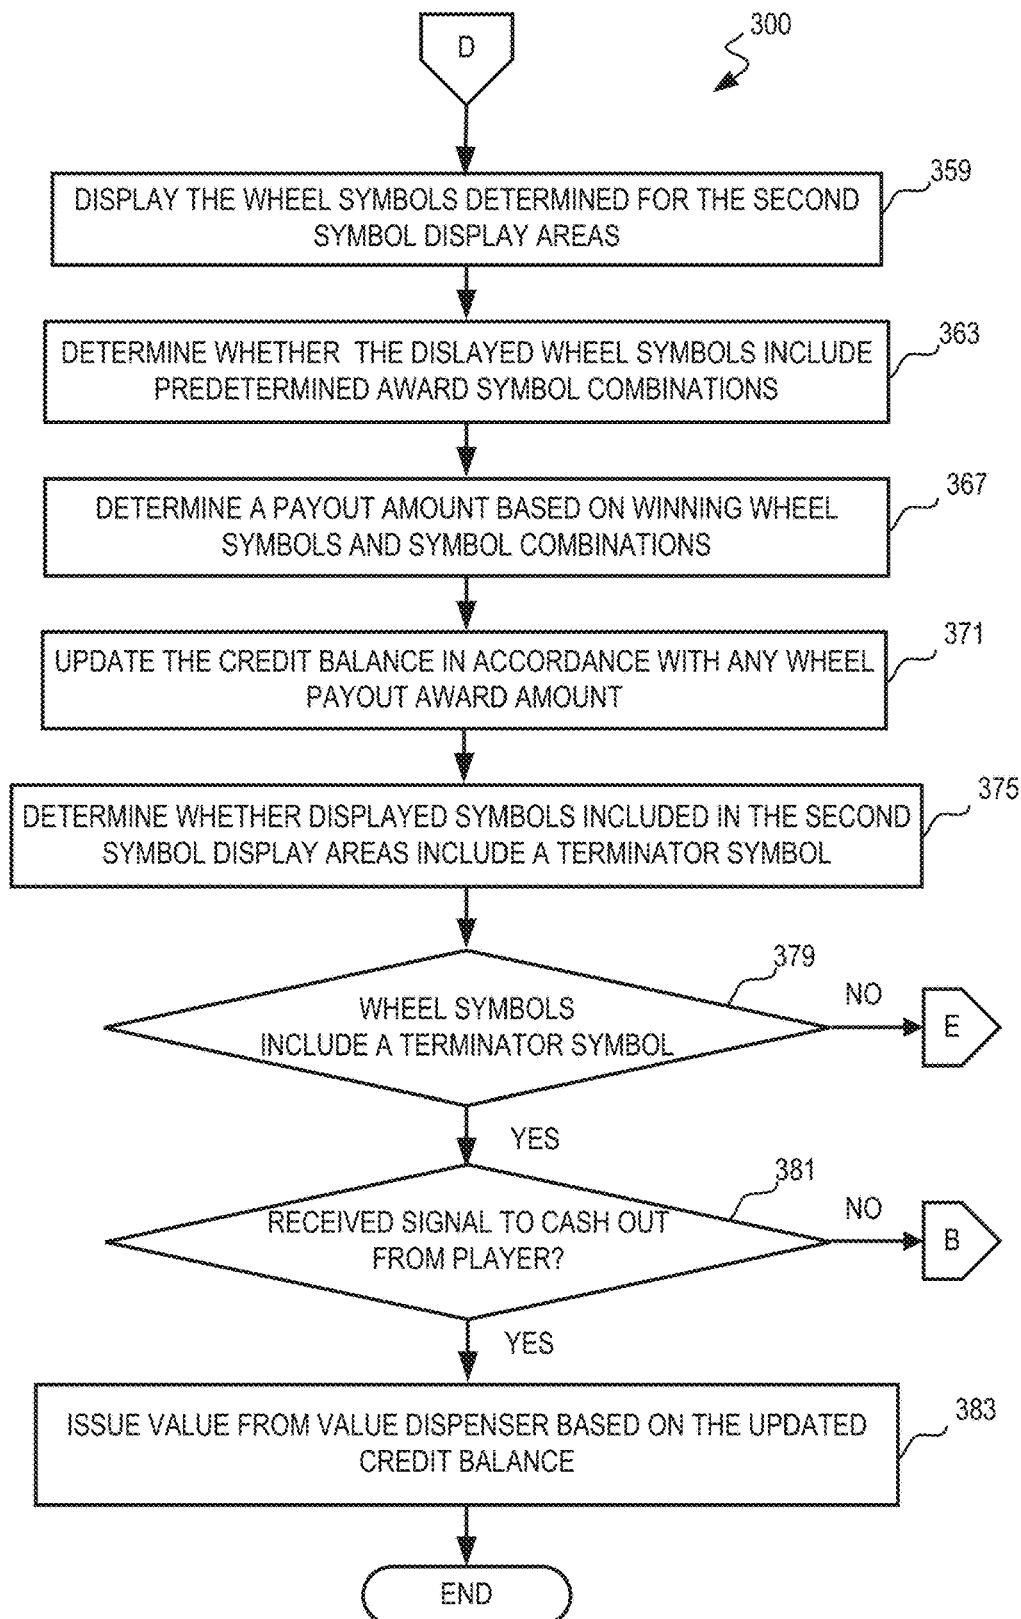 D
300
DISPLAY THE WHEEL SYMBOLS DETERMINED FOR THE SECOND
SYMBOL DISPLAY AREAS
359
DETERMINE WHETHER THE DISLAYED WHEEL SYMBOLS INCLUDE
PREDETERMINED AWARD SYMBOL COMBINATIONS
363
DETERMINE A PAYOUT AMOUNT BASED ON WINNING WHEEL
SYMBOLS AND SYMBOL COMBINATIONS
367
UPDATE THE CREDIT BALANCE IN ACCORDANCE WITH ANY WHEEL
PAYOUT AWARD AMOUNT
371
DETERMINE WHETHER DISPLAYED SYMBOLS INCLUDED IN THE SECOND
SYMBOL DISPLAY AREAS INCLUDE A TERMINATOR SYMBOL
375
WHEEL SYMBOLS
INCLUDE A TERMINATOR SYMBOL
379
NO
E
YES
RECEIVED SIGNAL TO CASH OUT
FROM PLAYER?
381
NO
B
YES
ISSUE VALUE FROM VALUE DISPENSER BASED ON THE UPDATED
CREDIT BALANCE
383
END